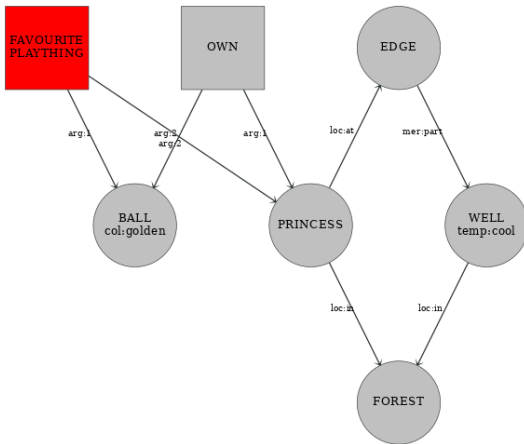 FAVOURITE
PLAYTHING
OWN
EDGE
arg:1
arg:2
arg:2
arg:1
loc:at
mer:part
BALL
col:golden
PRINCESS
WELL
temp:cool
loc:in
loc:in
FOREST